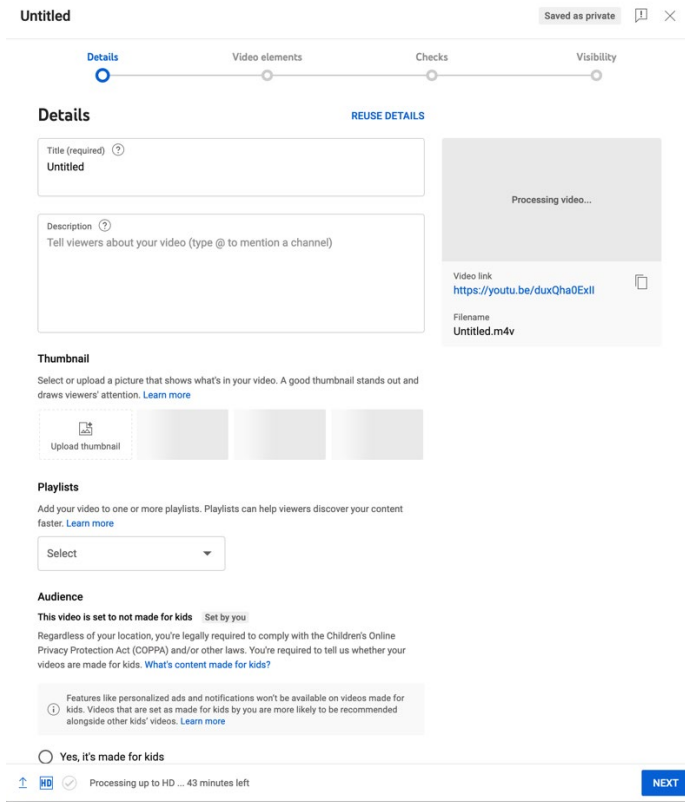 Untitled
Saved as private
Details
Video elements
Checks
Visibility
Details
REUSE DETAILS
Title (required)
Untitled
Description
Tell viewers about your video (type @ to mention a channel)
Processing video...
Video link
https://youtu.be/duxQha0ExII
Filename
Untitled.m4v
Thumbnail
Select or upload a picture that shows what's in your video. A good thumbnail stands out and
draws viewers' attention. Learn more
Upload thumbnail
Playlists
Add your video to one or more playlists. Playlists can help viewers discover your content
faster. Learn more
Select
Audience
This video is set to not made for kids Set by you
Regardless of your location, you're legally required to comply with the Children's Online
Privacy Protection Act (COPPA) and/or other laws. You're required to tell us whether your
videos are made for kids. What's content made for kids?
Features like personalized ads and notifications won't be available on videos made for
kids. Videos that are set as made for kids by you are more likely to be recommended
alongside other kids' videos. Learn more
Yes, it's made for kids
HD
Processing up to HD ... 43 minutes left
NEXT